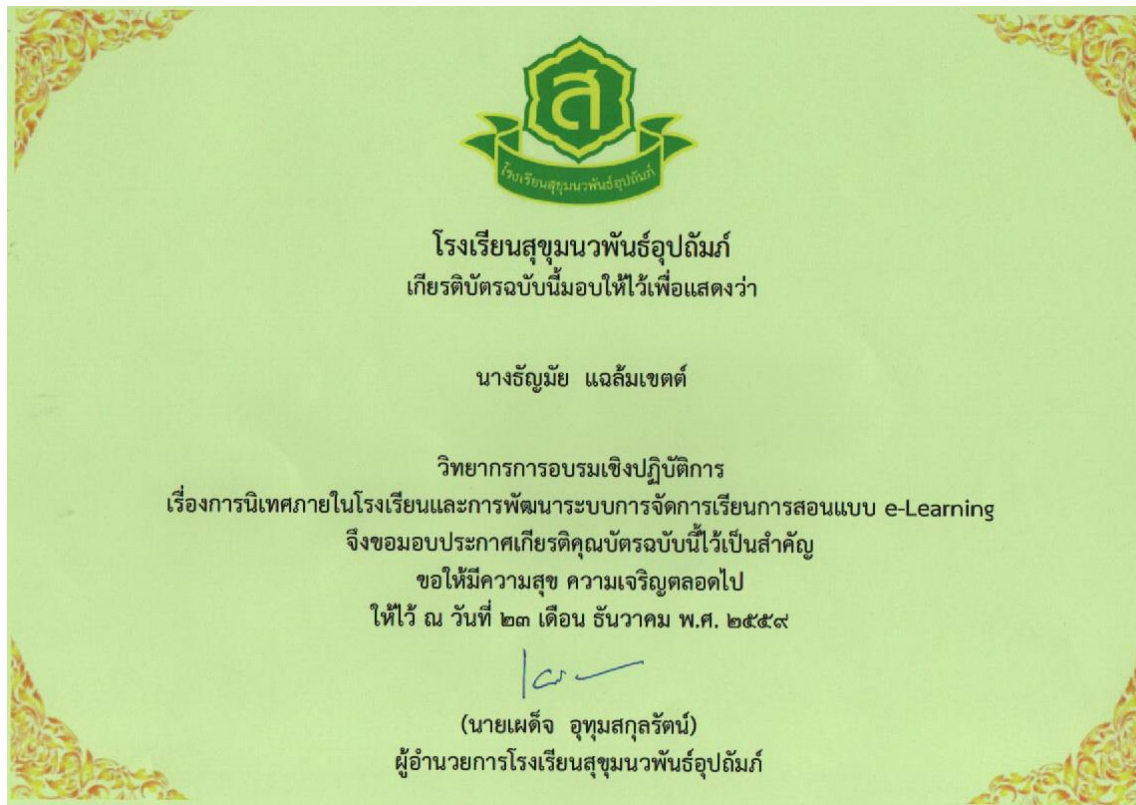 ส
โรงเรียนสุขุมนวพันธ์อุปถัมภ์
โรงเรียนสุขุมนวพันธ์อุปถัมภ์
เกียรติบัตรฉบับนี้มอบให้ไว้เพื่อแสดงว่า
นางธัญมัย แฉล้มเขตต์
วิทยากรการอบรมเชิงปฏิบัติการ
เรื่องการนิเทศภายในโรงเรียนและการพัฒนาระบบการจัดการเรียนการสอนแบบ e-Learning
จึงขอมอบประกาศเกียรติคุณบัตรฉบับนี้ไว้เป็นสำคัญ
ขอให้มีความสุข ความเจริญตลอดไป
ให้ไว้ ณ วันที่ ๒๓ เดือน ธันวาคม พ.ศ. ๒๕๕๙
(นายเผด็จ อุทุมสกุลรัตน์)
ผู้อำนวยการโรงเรียนสุขุมนวพันธ์อุปถัมภ์